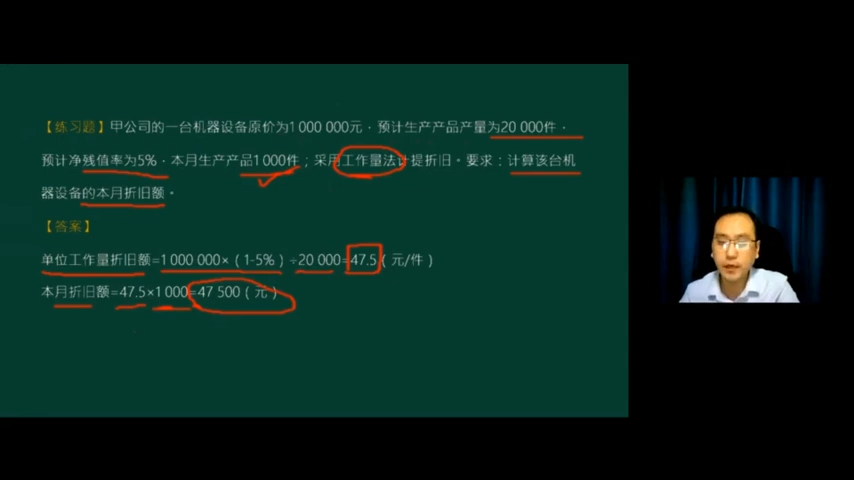 【练习题】甲公司的一台机器设备原价为1 000 000元，预计生产产品产量为20 000件，
预计净残值率为5%，本月生产产品1 000件；采用工作量法计提折旧。要求：计算该台机
器设备的本月折旧额。
【答案】
单位工作量折旧额=1 000 000×（1-5%）÷20 000=47.5（元/件）
本月折旧额=47.5×1 000=47 500（元）